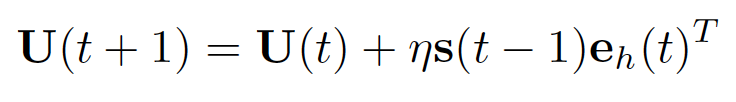 U(t + 1) = U(t) + ηs(t − 1)e_h(t)^T